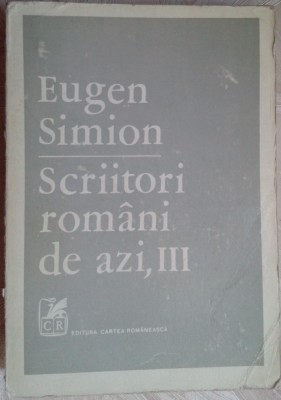 Eugen
Simion
Scriitori
români
de azi, III
CR
EDITURA CARTEA ROMÂNEASCĂ